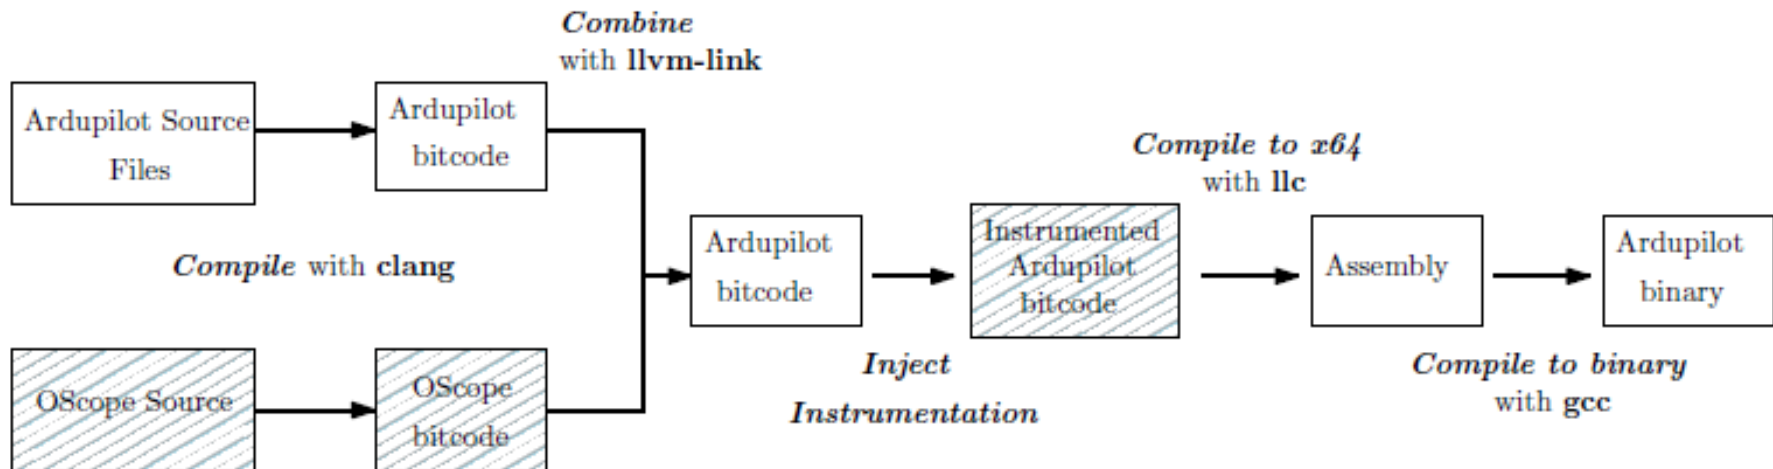 Combine
with llvm-link
Ardupilot Source
Files
Ardupilot
bitcode
Compile to x64
with llc
Compile with clang
Ardupilot
bitcode
Instrumented
Ardupilot
bitcode
Assembly
Ardupilot
binary
Inject
Instrumentation
Compile to binary
with gcc
OScope Source
OScope
bitcode